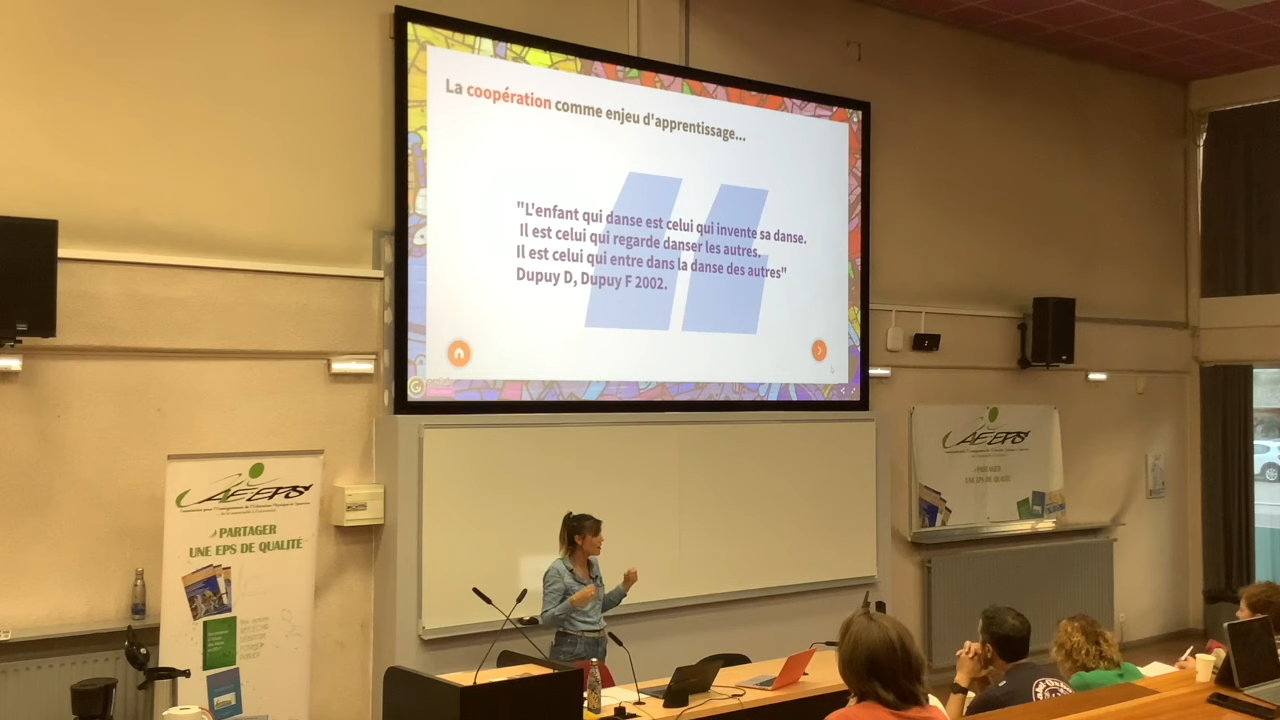 La coopération comme enjeu d'apprentissage...
"L'enfant qui danse est celui qui invente sa danse.
Il est celui qui regarde danser les autres.
Il est celui qui entre dans la danse des autres"
Dupuy D, Dupuy F 2002.
AEEPS
PARTAGER
UNE EPS DE QUALITÉ
AEEPS
PARTAGER
UNE EPS DE QUALITÉ